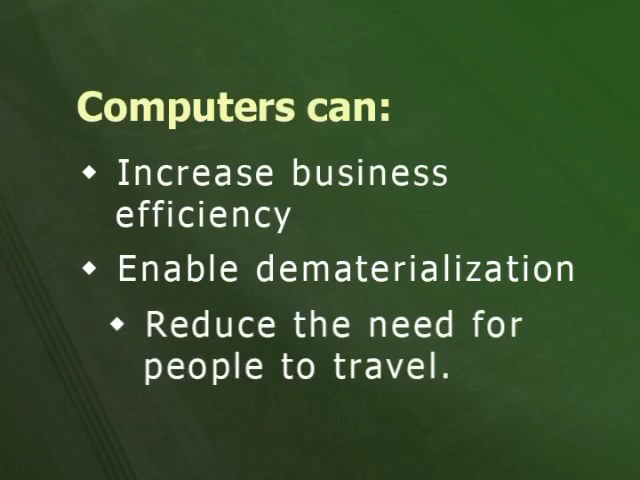 Computers can:
◆ Increase business
efficiency
◆ Enable dematerialization
◆ Reduce the need for
people to travel.